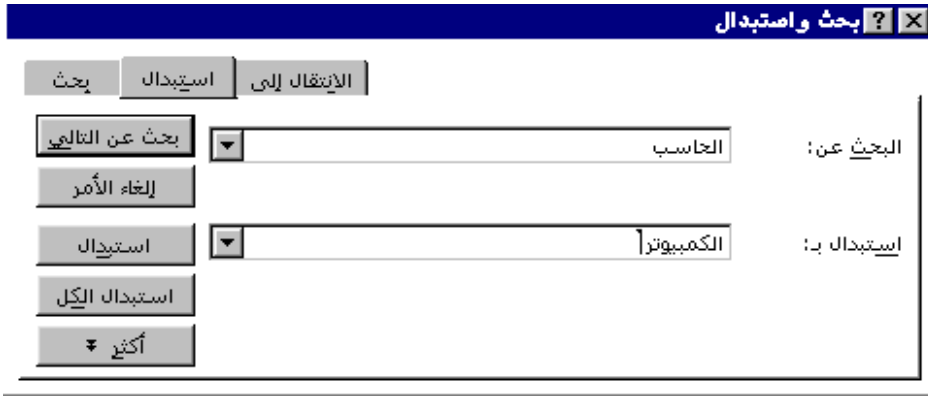 بحث واستبدال
بحث استبدال الانتقال إلى
البحث عن: الحاسب بحث عن التالي
إلغاء الأمر
استبدال بـ: الكمبيوتر استبدال
استبدال الكل
أكثر